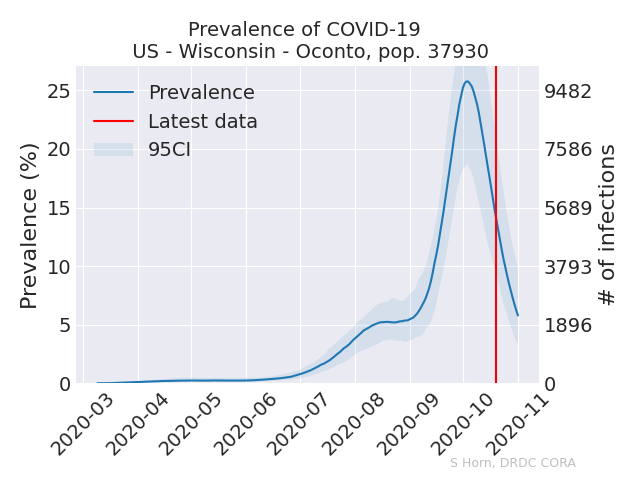 Prevalence of COVID-19
US - Wisconsin - Oconto, pop. 37930
Prevalence
Latest data
95CI
Prevalence (%)
25
20
15
10
5
0
9482
7586
5689
3793
1896
0
# of infections
2020-03
2020-04
2020-05
2020-06
2020-07
2020-08
2020-09
2020-10
2020-11
S Horn, DRDC CORA